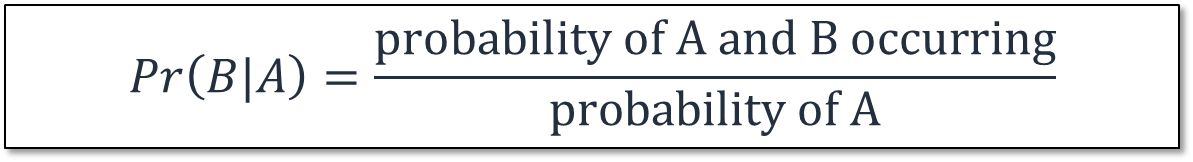 probability of A and B occurring
Pr(B|A) =
probability of A